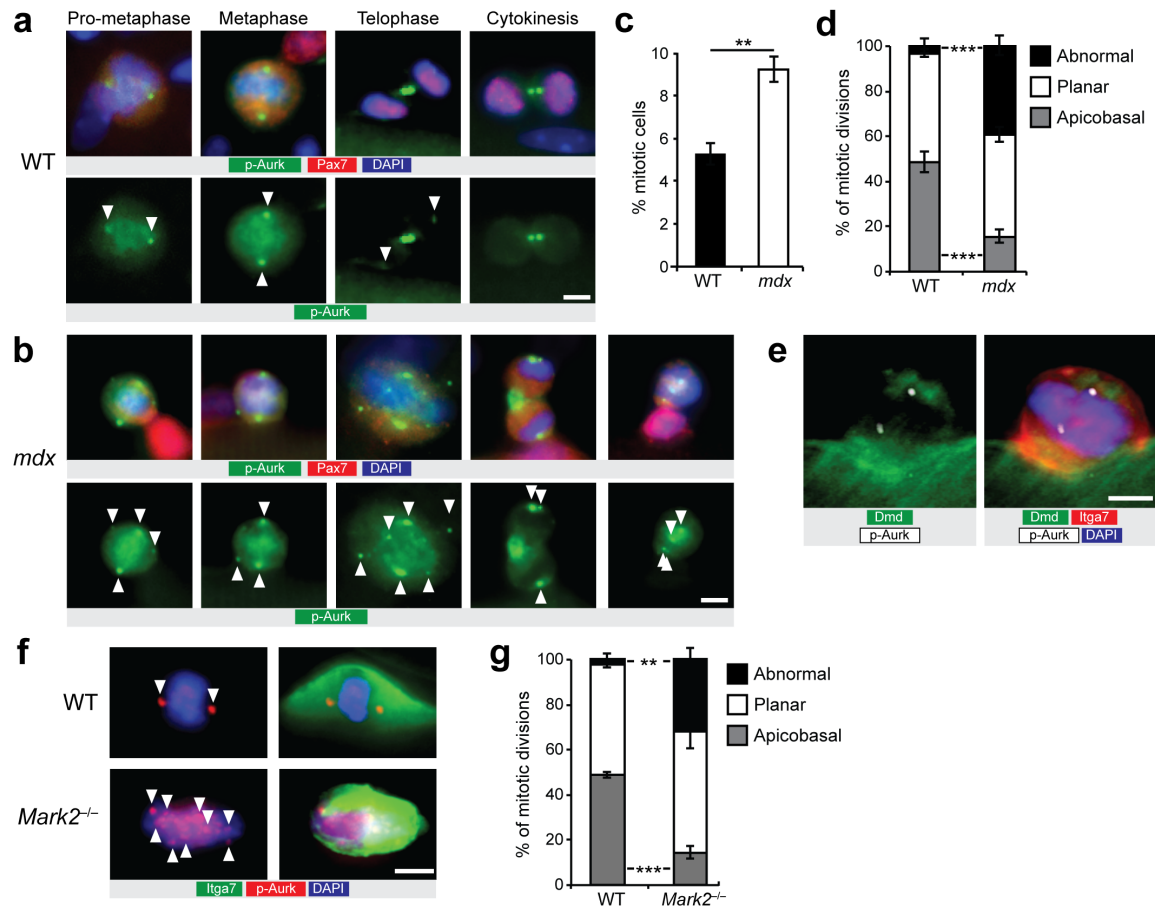 a
Pro-metaphase Metaphase Telophase Cytokinesis
WT
p-Aurk Pax7 DAPI
p-Aurk
b
mdx
p-Aurk Pax7 DAPI
p-Aurk
c
**
% mitotic cells
10
8
6
4
2
0
WT mdx
d
% of mitotic divisions
100
80
60
40
20
0
***
***
WT mdx
Abnormal
Planar
Apicobasal
e
Dmd
p-Aurk
Dmd Itga7
p-Aurk DAPI
f
WT
Mark2–/–
Itga7 p-Aurk DAPI
g
% of mitotic divisions
100
80
60
40
20
0
**
***
WT Mark2–/–
Abnormal
Planar
Apicobasal